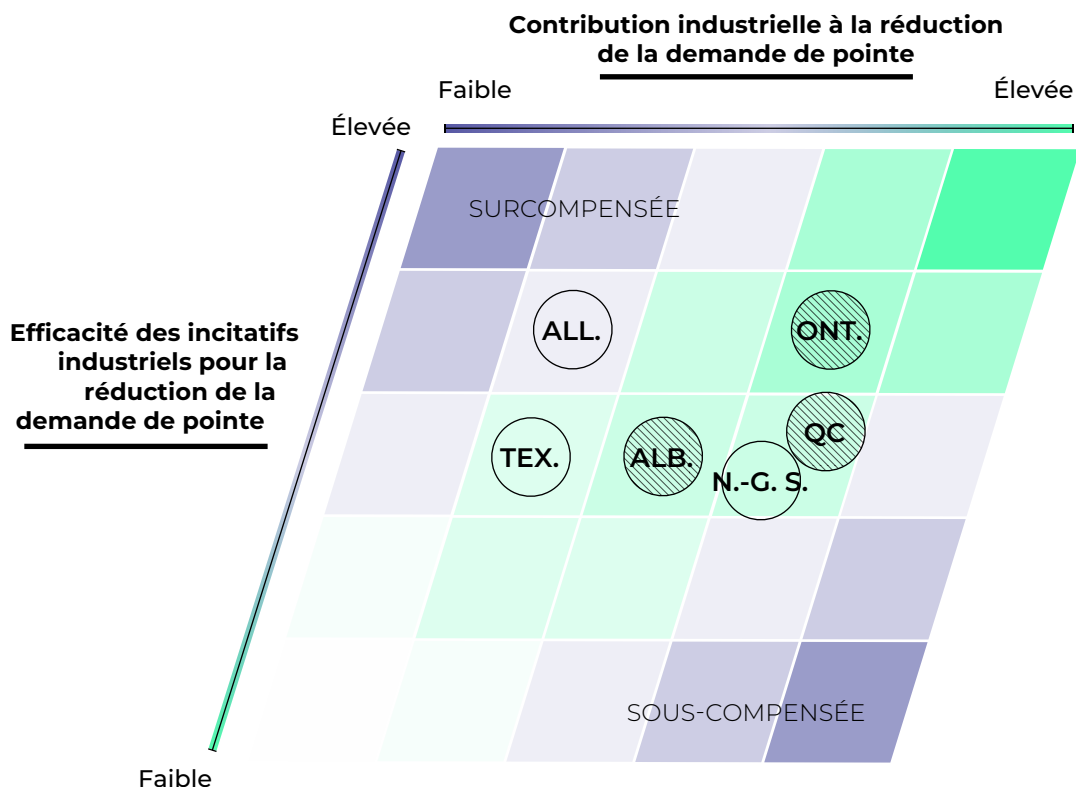 Contribution industrielle à la réduction
de la demande de pointe
Faible
Élevée
Élevée
SURCOMPENSÉE
Efficacité des incitatifs
industriels pour la
réduction de la
demande de pointe
ALL.
ONT.
QC
TEX.
ALB.
N.-G. S.
SOUS-COMPENSÉE
Faible